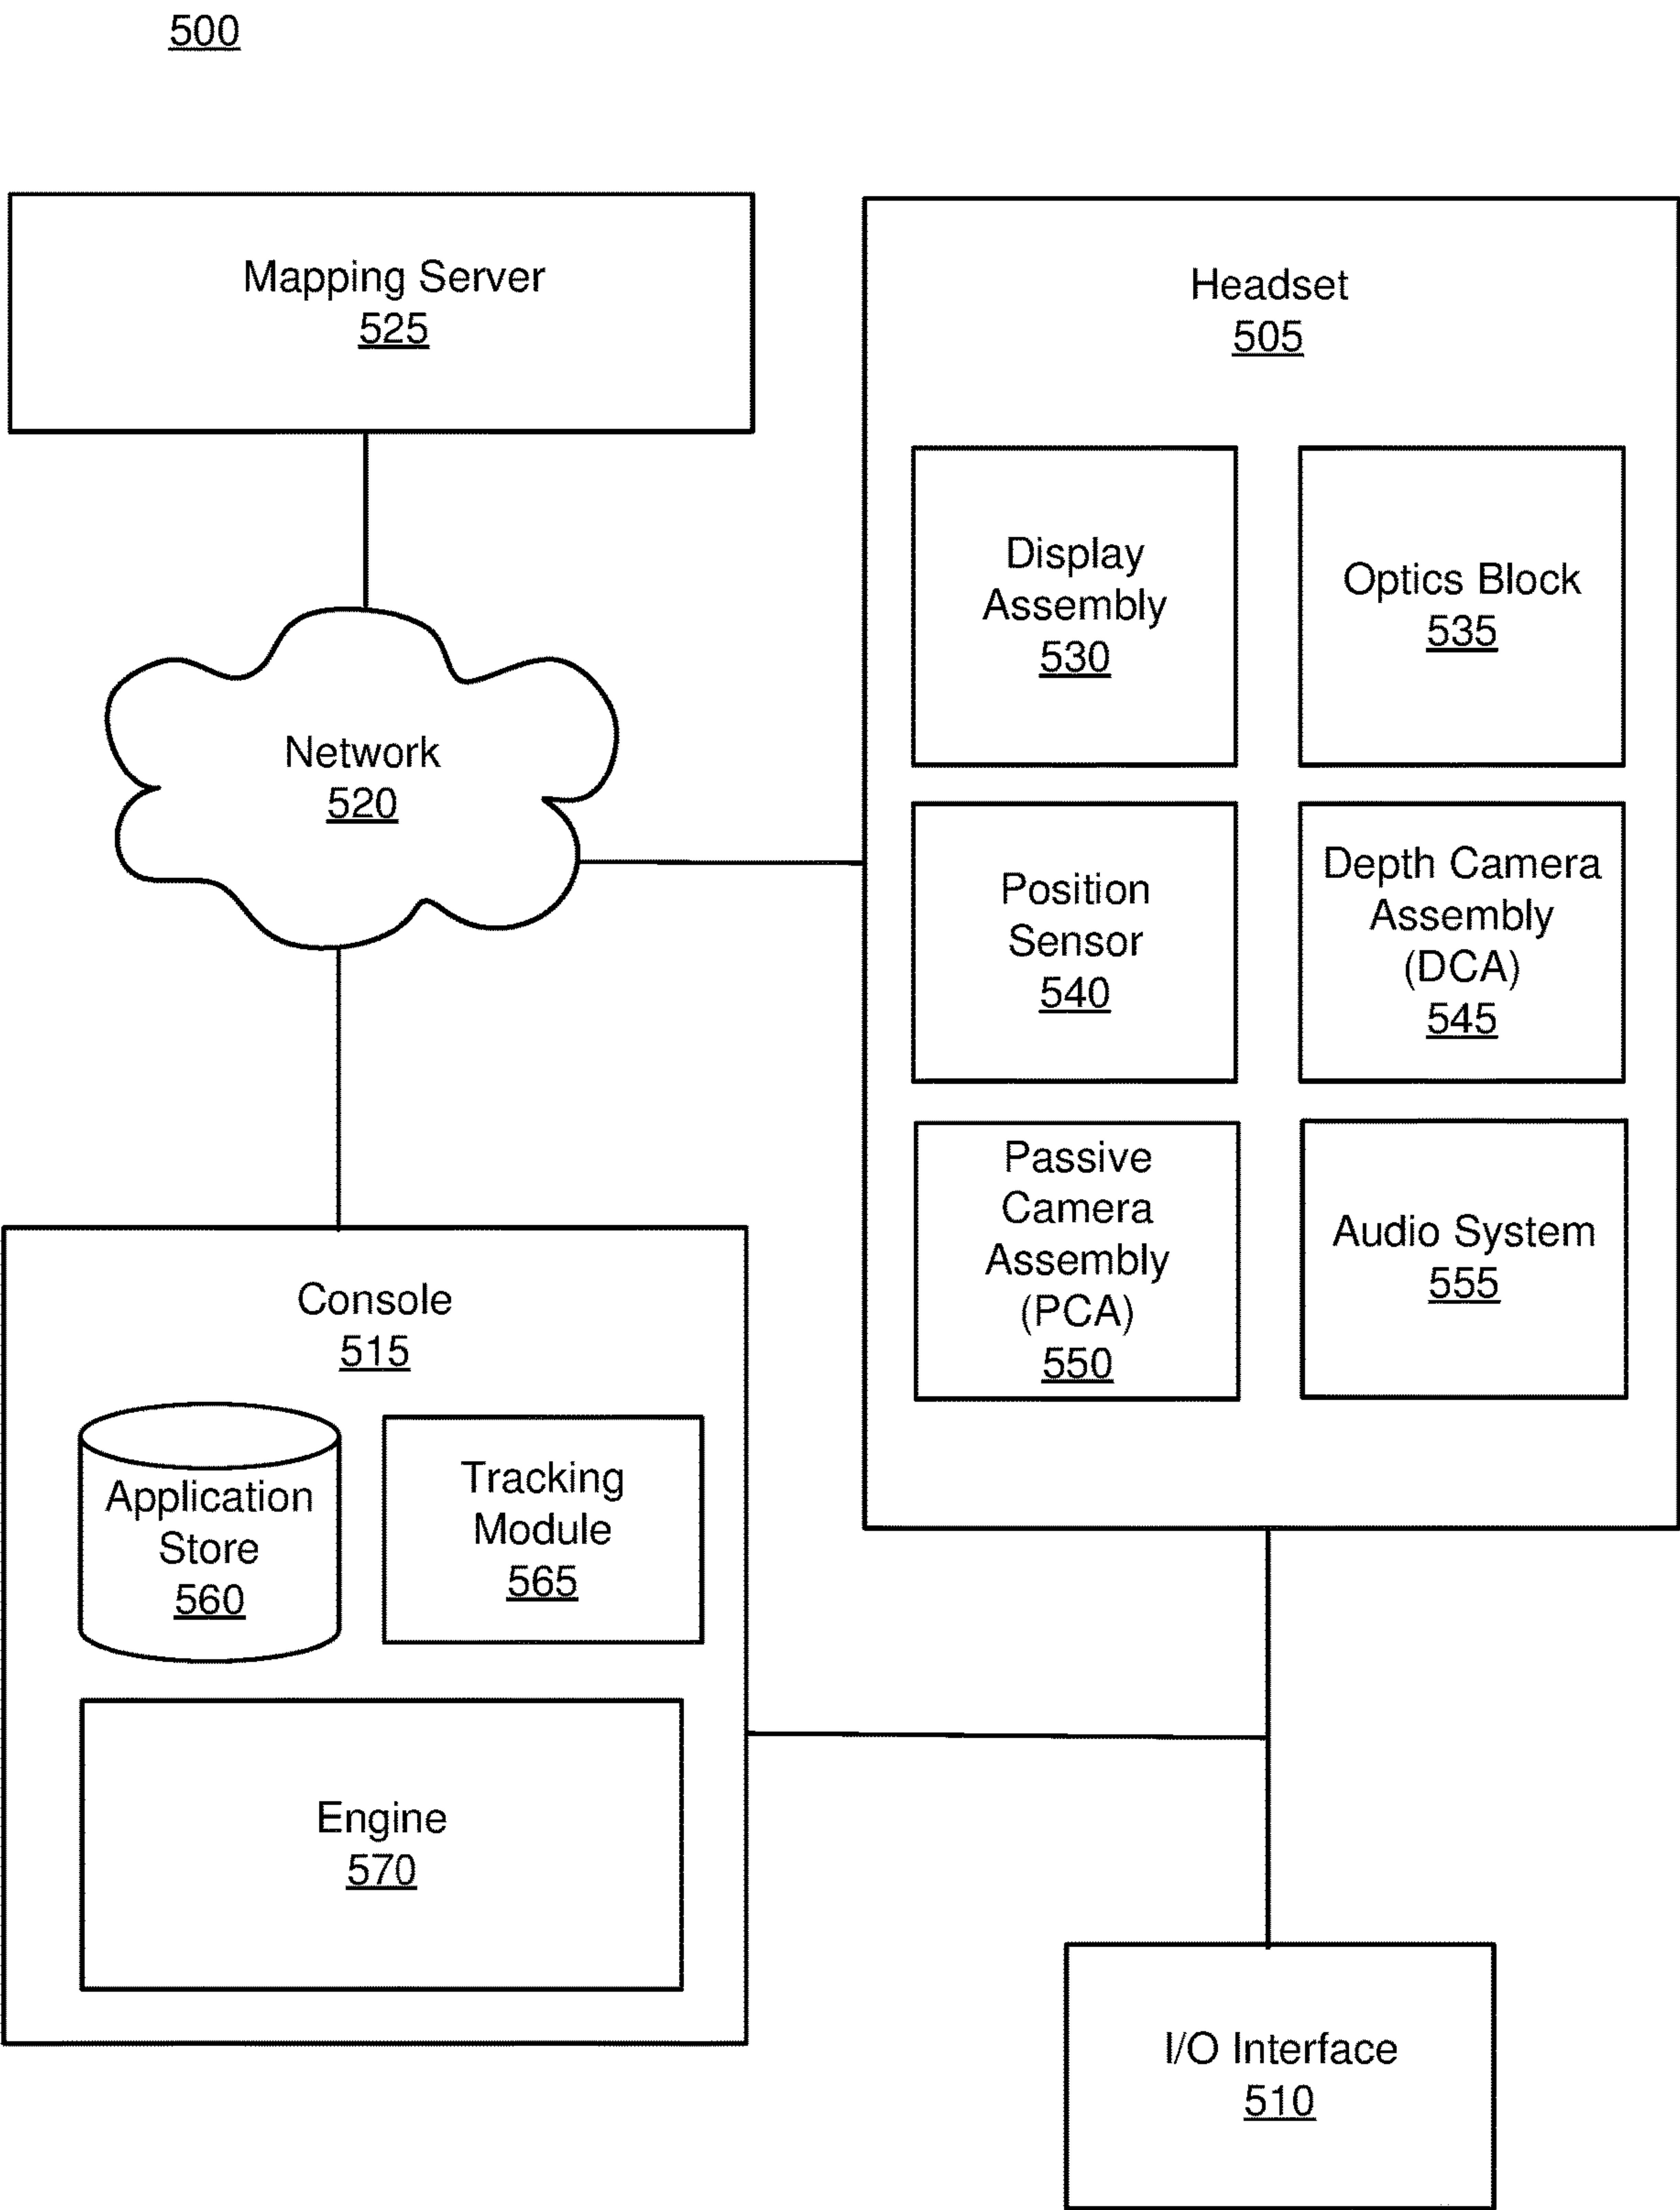 500
Mapping Server
525
Headset
505
Display
Assembly
530
Optics Block
535
Network
520
Position
Sensor
540
Depth Camera
Assembly
(DCA)
545
Passive
Camera
Assembly
(PCA)
550
Audio System
555
Console
515
Application
Store
560
Tracking
Module
565
Engine
570
I/O Interface
510